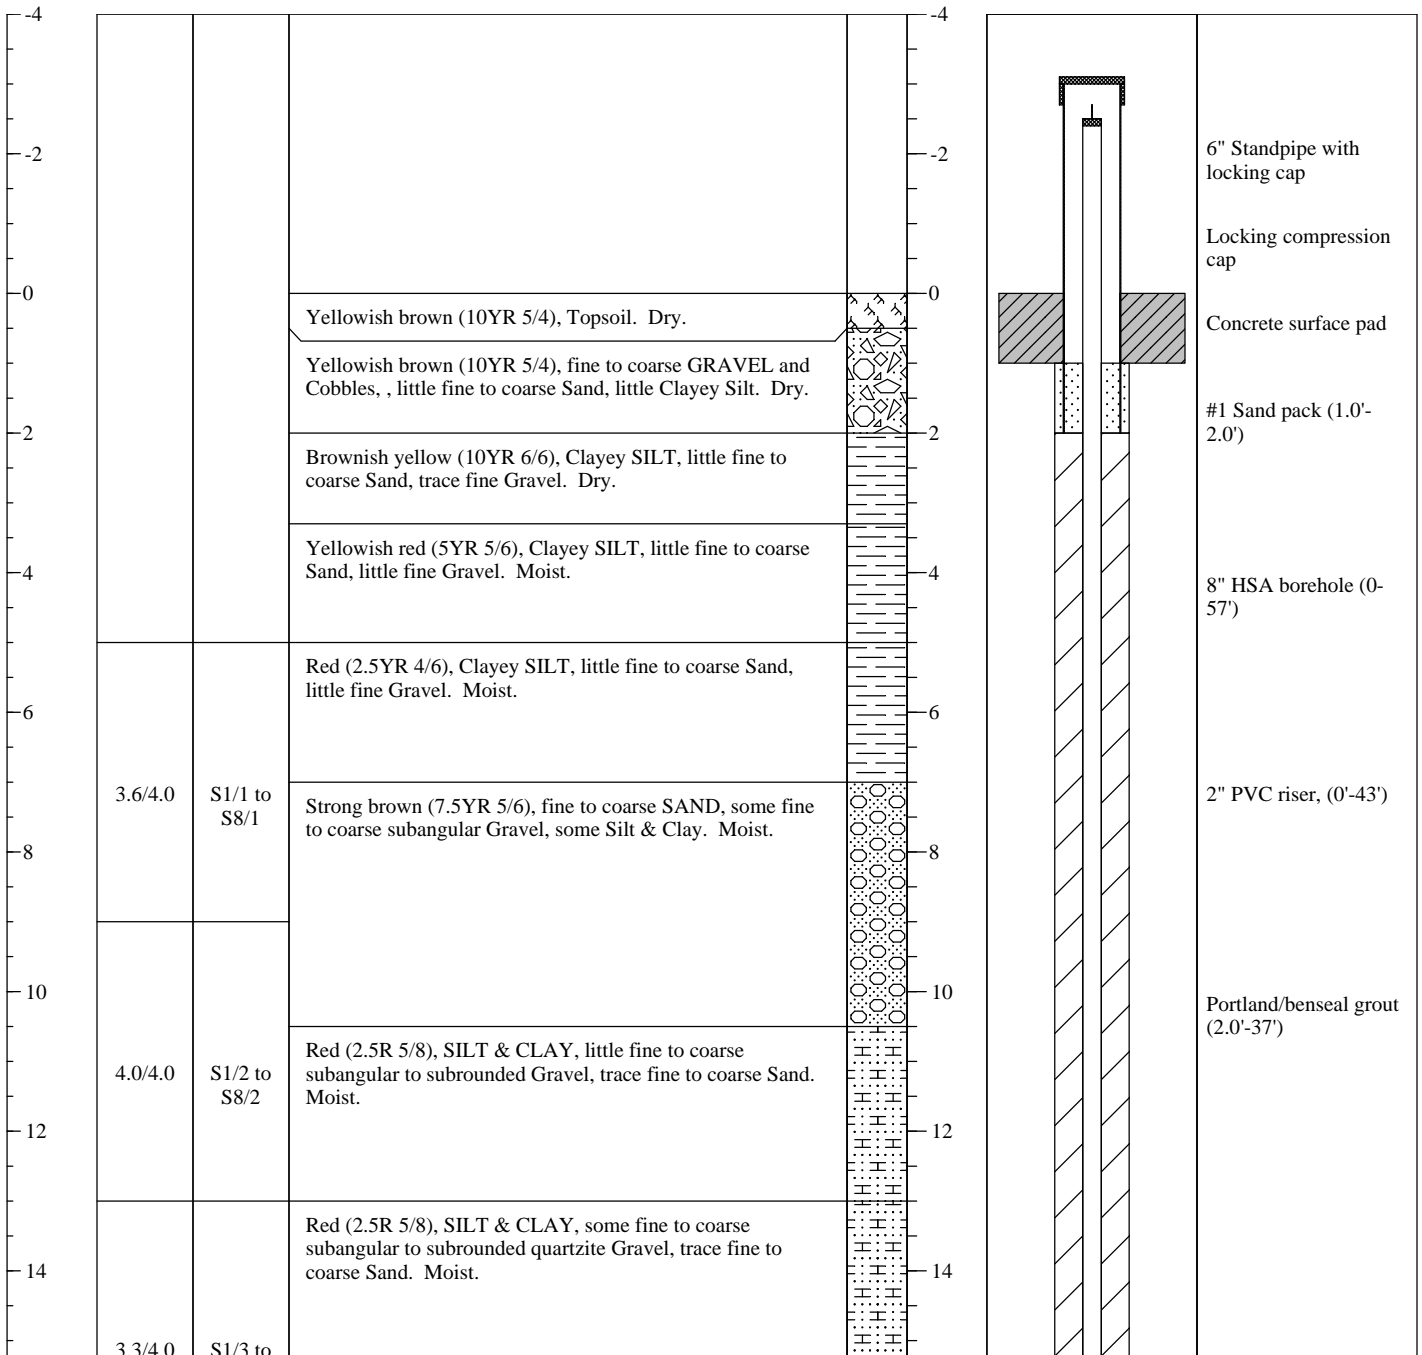 -4
-2
0
2
4
6
8
10
12
14
3.6/4.0
S1/1 to
S8/1
4.0/4.0
S1/2 to
S8/2
3.3/4.0
S1/3 to
Yellowish brown (10YR 5/4), Topsoil.  Dry.
Yellowish brown (10YR 5/4), fine to coarse GRAVEL and
Cobbles, , little fine to coarse Sand, little Clayey Silt.  Dry.
Brownish yellow (10YR 6/6), Clayey SILT, little fine to
coarse Sand, trace fine Gravel.  Dry.
Yellowish red (5YR 5/6), Clayey SILT, little fine to coarse
Sand, little fine Gravel.  Moist.
Red (2.5YR 4/6), Clayey SILT, little fine to coarse Sand,
little fine Gravel.  Moist.
Strong brown (7.5YR 5/6), fine to coarse SAND, some fine
to coarse subangular Gravel, some Silt & Clay.  Moist.
Red (2.5R 5/8), SILT & CLAY, little fine to coarse
subangular to subrounded Gravel, trace fine to coarse Sand.
Moist.
Red (2.5R 5/8), SILT & CLAY, some fine to coarse
subangular to subrounded quartzite Gravel, trace fine to
coarse Sand.  Moist.
-4
-2
0
2
4
6
8
10
12
14
6" Standpipe with
locking cap
Locking compression
cap
Concrete surface pad
#1 Sand pack (1.0'-
2.0')
8" HSA borehole (0-
57')
2" PVC riser, (0'-43')
Portland/benseal grout
(2.0'-37')